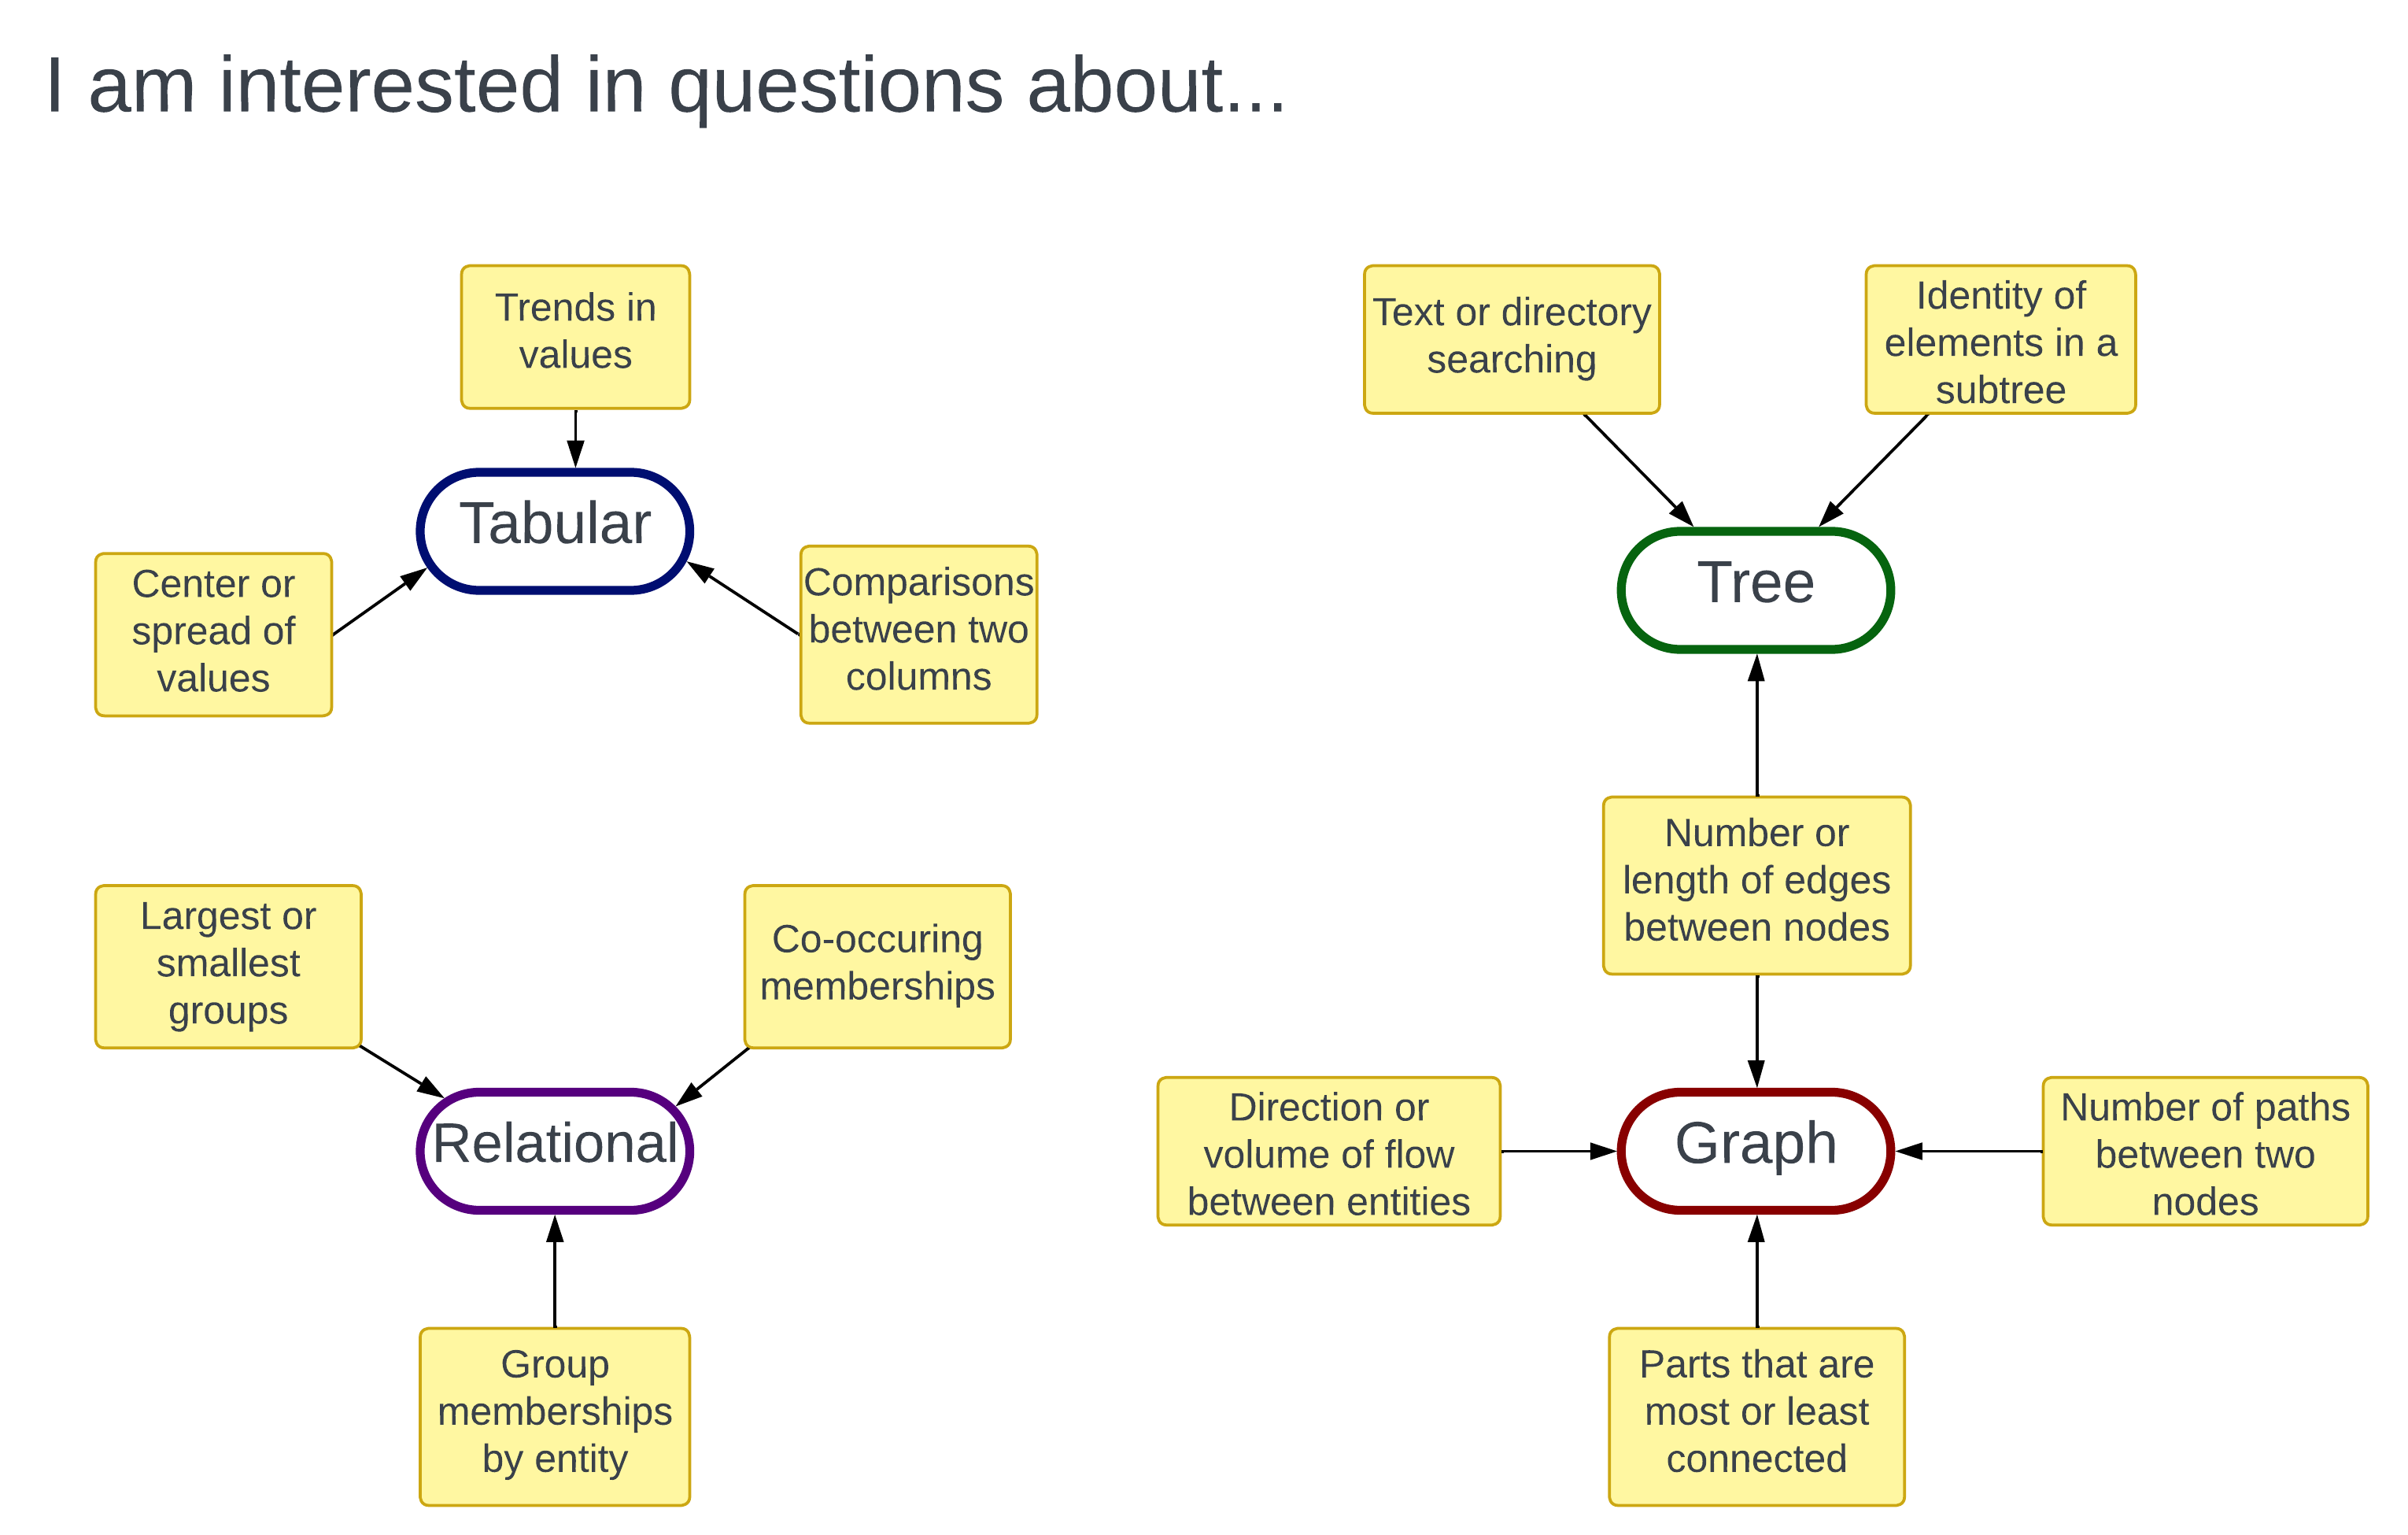 I am interested in questions about...
Trends in
values
Tabular
Center or
spread of
values
Comparisons
between two
columns
Text or directory
searching
Identity of
elements in a
subtree
Tree
Number or
length of edges
between nodes
Largest or
smallest
groups
Co-occuring
memberships
Relational
Group
memberships
by entity
Direction or
volume of flow
between entities
Graph
Number of paths
between two
nodes
Parts that are
most or least
connected